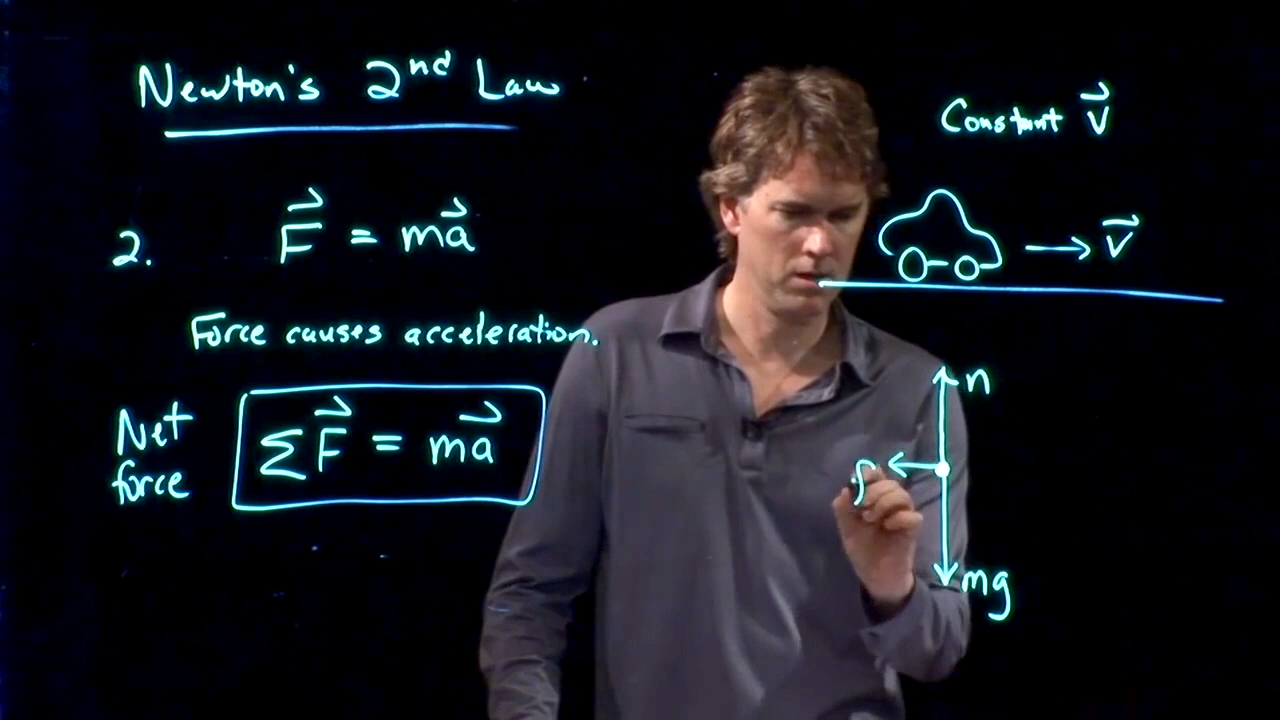 Newton's 2nd Law
2. F⃗ = ma⃗
Force causes acceleration.
Net force
ΣF⃗ = ma⃗
Constant v⃗
v⃗
n
f
mg